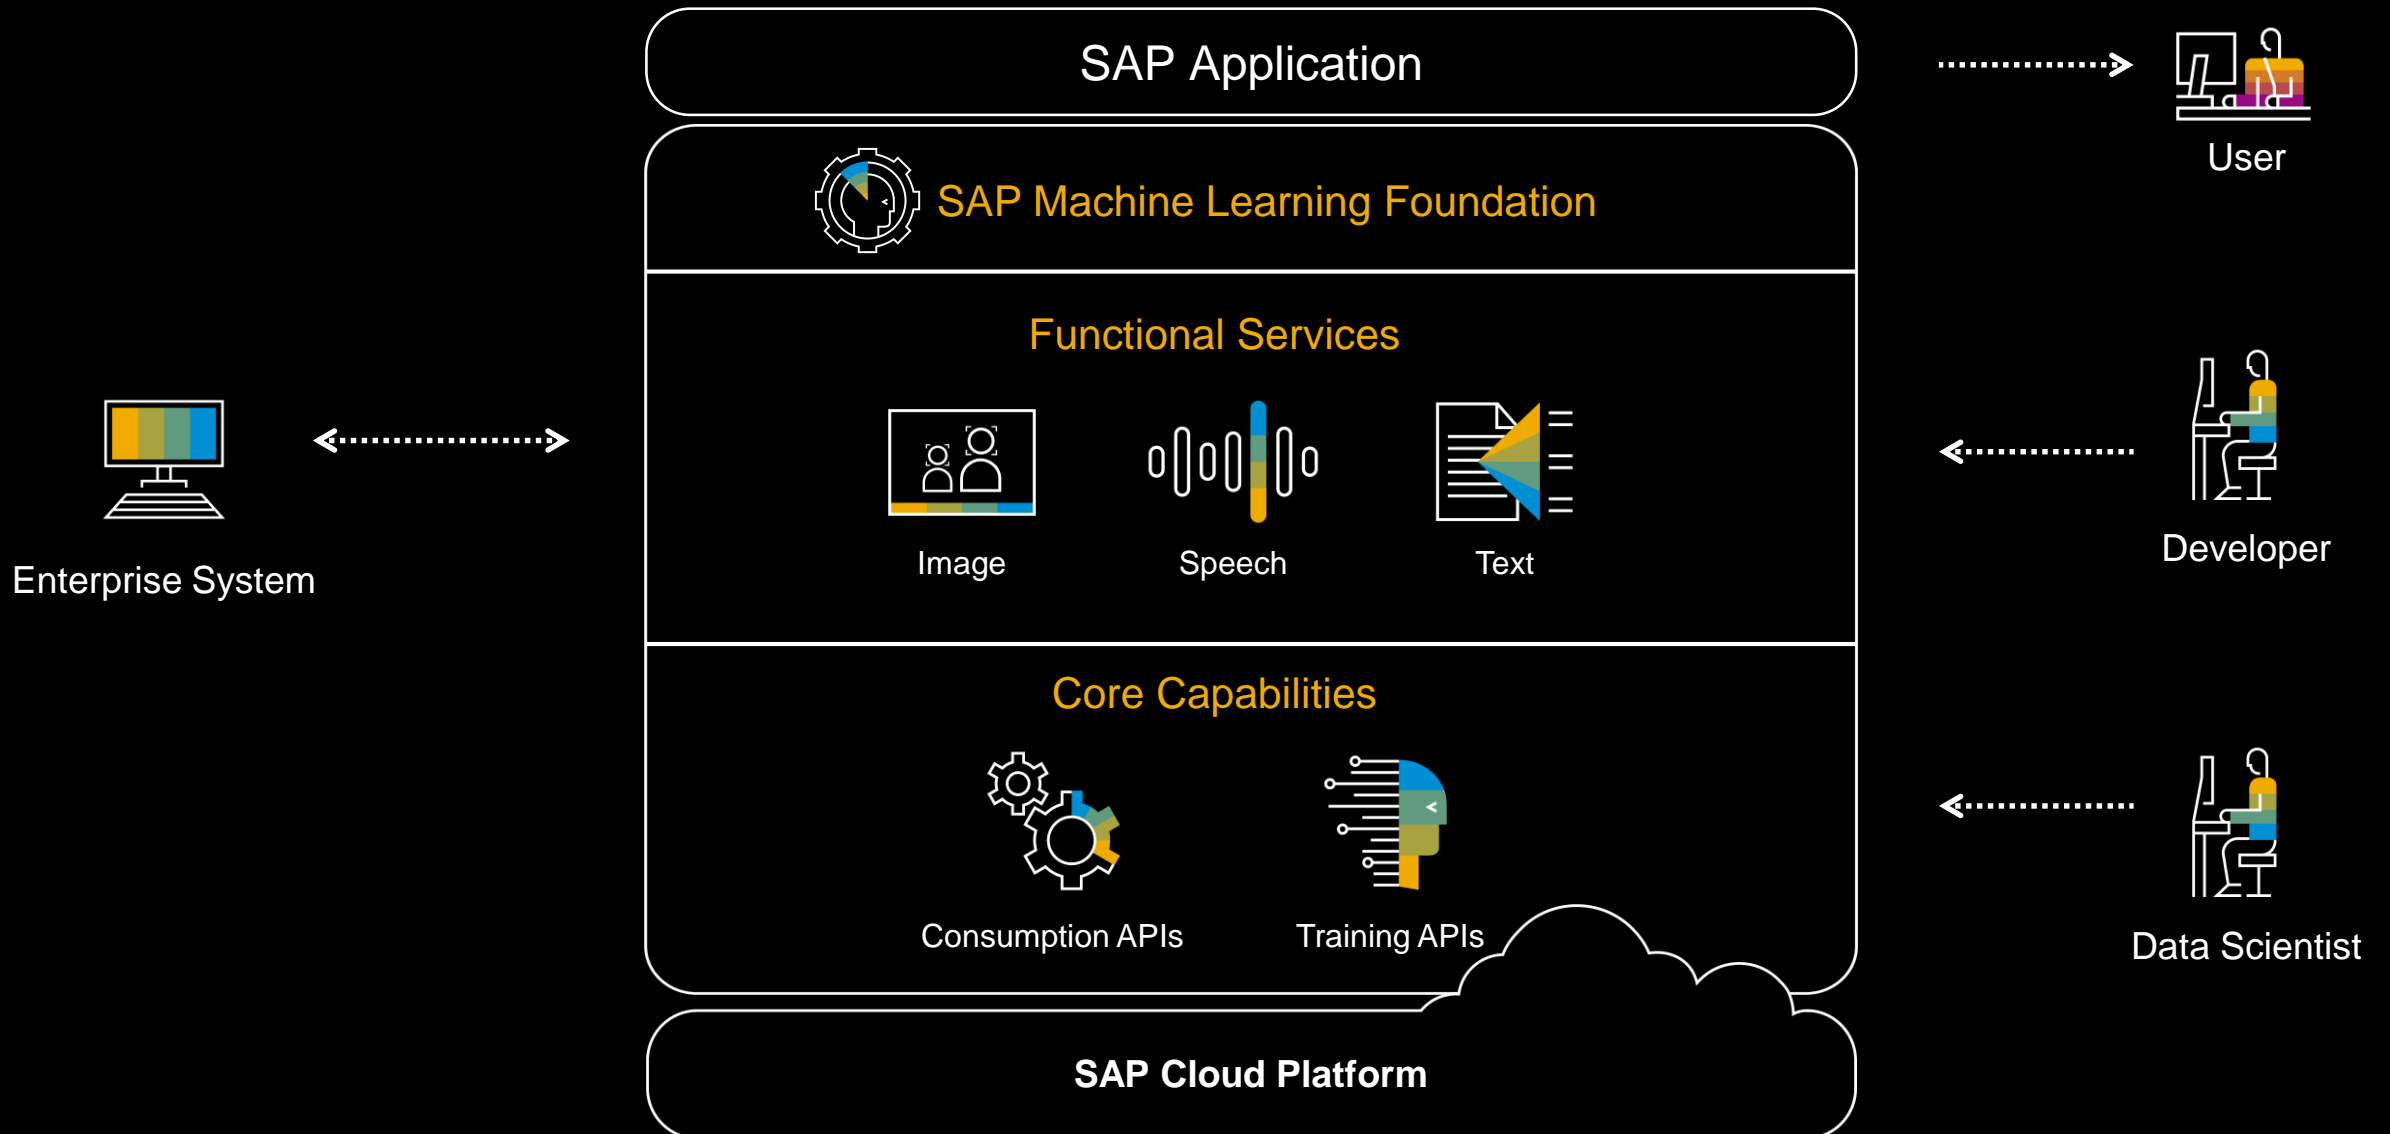 SAP Application
User
SAP Machine Learning Foundation
Functional Services
Image
Speech
Text
Enterprise System
Developer
Core Capabilities
Consumption APIs
Training APIs
Data Scientist
SAP Cloud Platform